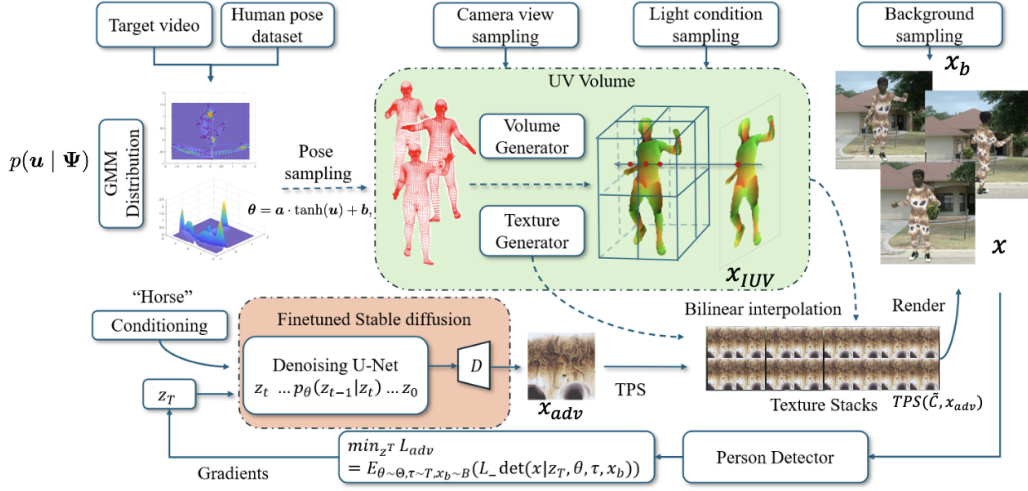 Target video
Human pose
dataset
Camera view
sampling
Light condition
sampling
Background
sampling
x_b
UV Volume
p(u | Ψ)
GMM
Distribution
Pose
sampling
θ = a · tanh(u) + b,
Volume
Generator
Texture
Generator
x_IUV
x
“Horse”
Conditioning
Finetuned Stable diffusion
Denoising U-Net
z_t … p_θ(z_{t−1}|z_t) … z_0
D
z_T
x_adv
TPS
Bilinear interpolation
Render
Texture Stacks
TPS(C̃, x_adv)
Gradients
min_{z^T} L_adv
= E_{θ~Θ,τ~T,x_b~B}(L_det(x|z_T, θ, τ, x_b))
Person Detector